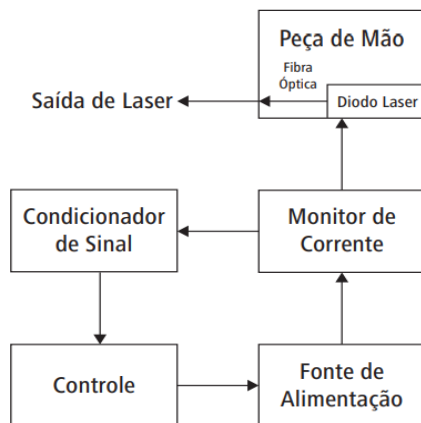 Peça de Mão
Fibra
Óptica
Saída de Laser
Diodo Laser
Condicionador
de Sinal
Monitor de
Corrente
Controle
Fonte de
Alimentação